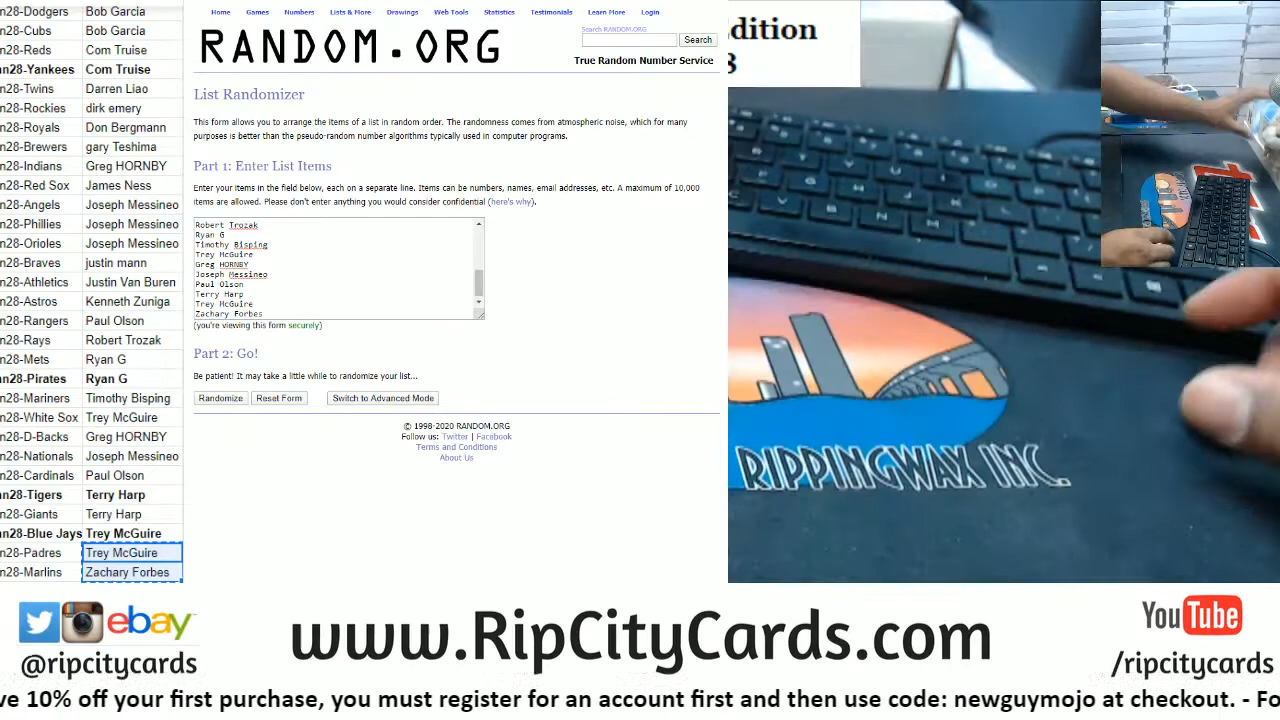 n28-Dodgers Bob Garcia
n28-Cubs Bob Garcia
n28-Reds Com Truise
an28-Yankees Com Truise
n28-Twins Darren Liao
n28-Rockies dirk emery
n28-Royals Don Bergmann
n28-Brewers gary Teshima
n28-Indians Greg HORNBY
n28-Red Sox James Ness
n28-Angels Joseph Messineo
n28-Phillies Joseph Messineo
n28-Orioles Joseph Messineo
n28-Braves justin mann
n28-Athletics Justin Van Buren
n28-Astros Kenneth Zuniga
n28-Rangers Paul Olson
n28-Rays Robert Trozak
n28-Mets Ryan G
an28-Pirates Ryan G
n28-Mariners Timothy Bisping
n28-White Sox Trey McGuire
n28-D-Backs Greg HORNBY
n28-Nationals Joseph Messineo
n28-Cardinals Paul Olson
an28-Tigers Terry Harp
n28-Giants Terry Harp
an28-Blue Jays Trey McGuire
n28-Padres Trey McGuire
n28-Marlins Zachary Forbes
Home Games Numbers Lists & More Drawings Web Tools Statistics Testimonials Learn More Login
RANDOM.ORG
Search RANDOM.ORG
Search
True Random Number Service
List Randomizer
This form allows you to arrange the items of a list in random order. The randomness comes from atmospheric noise, which for many
purposes is better than the pseudo-random number algorithms typically used in computer programs.
Part 1: Enter List Items
Enter your items in the field below, each on a separate line. Items can be numbers, names, email addresses, etc. A maximum of 10,000
items are allowed. Please don't enter anything you would consider confidential (here's why).
Robert Trozak
Ryan G
Timothy Bisping
Trey McGuire
Greg HORNBY
Joseph Messineo
Paul Olson
Terry Harp
Trey McGuire
Zachary Forbes
(you're viewing this form securely)
Part 2: Go!
Be patient! It may take a little while to randomize your list...
Randomize Reset Form Switch to Advanced Mode
© 1998-2020 RANDOM.ORG
Follow us: Twitter | Facebook
Terms and Conditions
About Us
dition
3
RIPPINGWAX INC.
ebay
@ripcitycards
www.RipCityCards.com
YouTube
/ripcitycards
ve 10% off your first purchase, you must register for an account first and then use code: newguymojo at checkout. - Fo